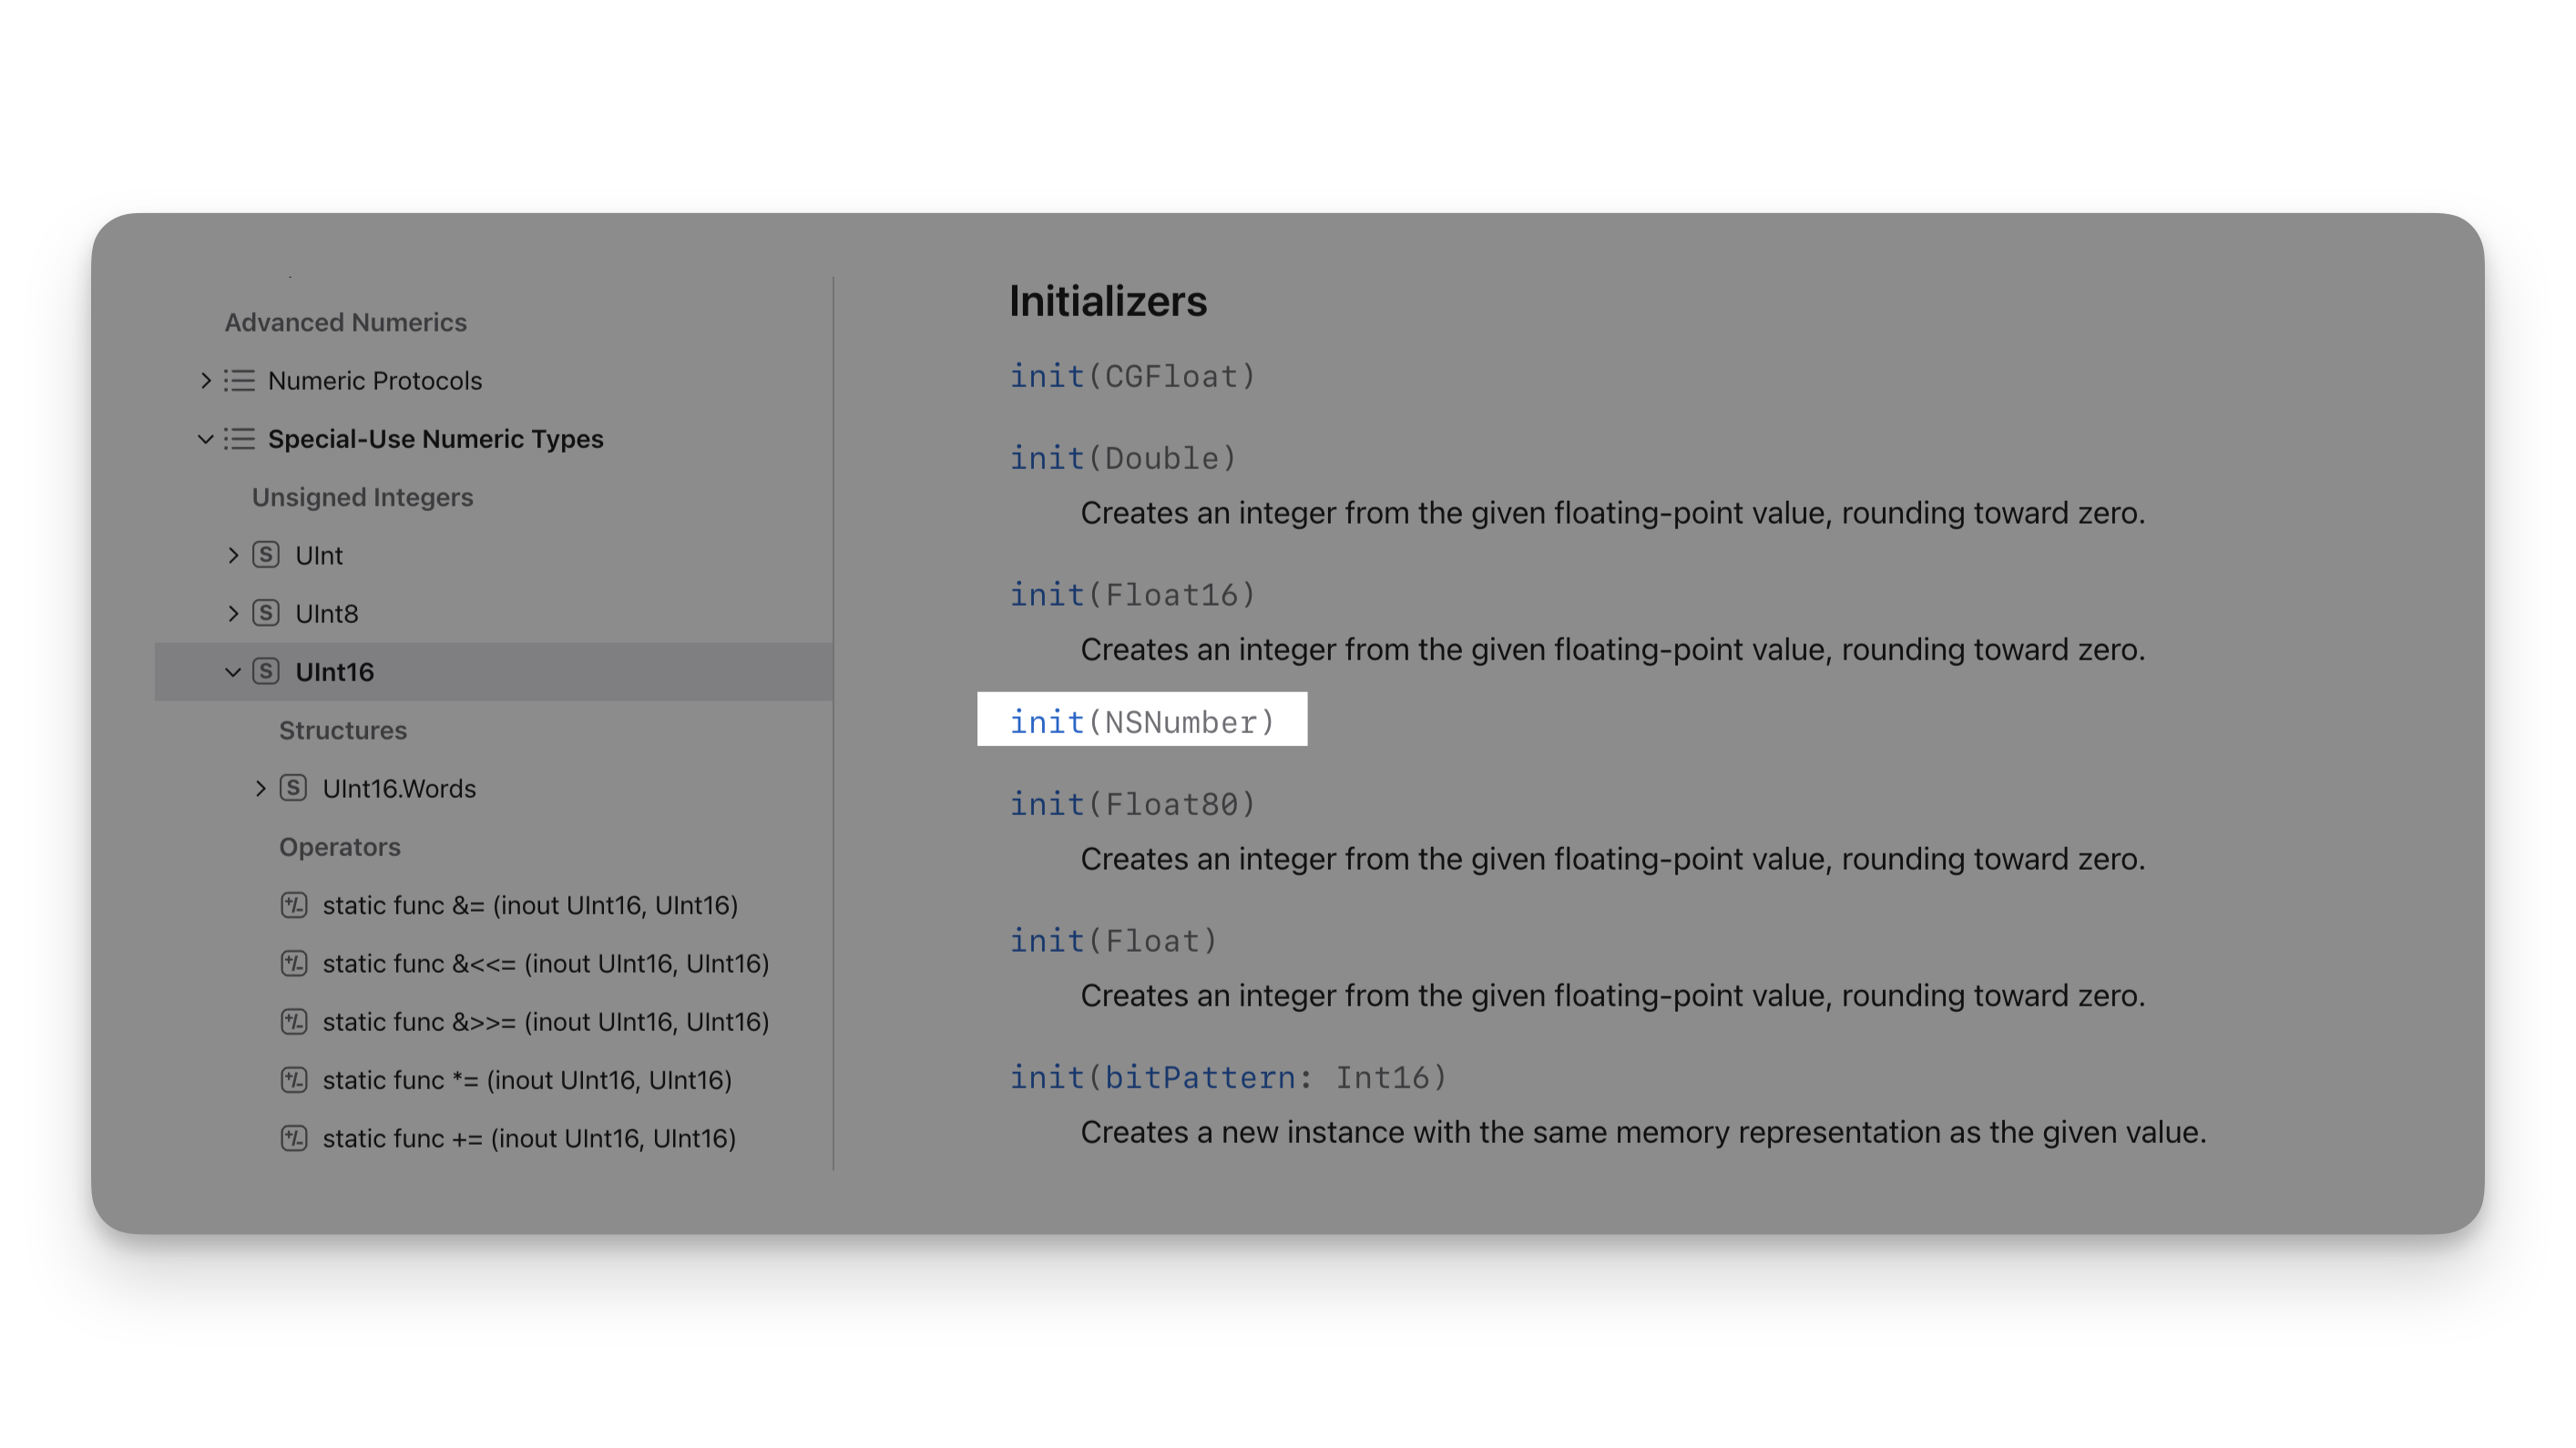 Advanced Numerics
Numeric Protocols
Special-Use Numeric Types
Unsigned Integers
S UInt
S UInt8
S UInt16
Structures
S UInt16.Words
Operators
+/- static func &= (inout UInt16, UInt16)
+/- static func &<<= (inout UInt16, UInt16)
+/- static func &>>= (inout UInt16, UInt16)
+/- static func *= (inout UInt16, UInt16)
+/- static func += (inout UInt16, UInt16)
Initializers
init(CGFloat)
init(Double)
Creates an integer from the given floating-point value, rounding toward zero.
init(Float16)
Creates an integer from the given floating-point value, rounding toward zero.
init(NSNumber)
init(Float80)
Creates an integer from the given floating-point value, rounding toward zero.
init(Float)
Creates an integer from the given floating-point value, rounding toward zero.
init(bitPattern: Int16)
Creates a new instance with the same memory representation as the given value.